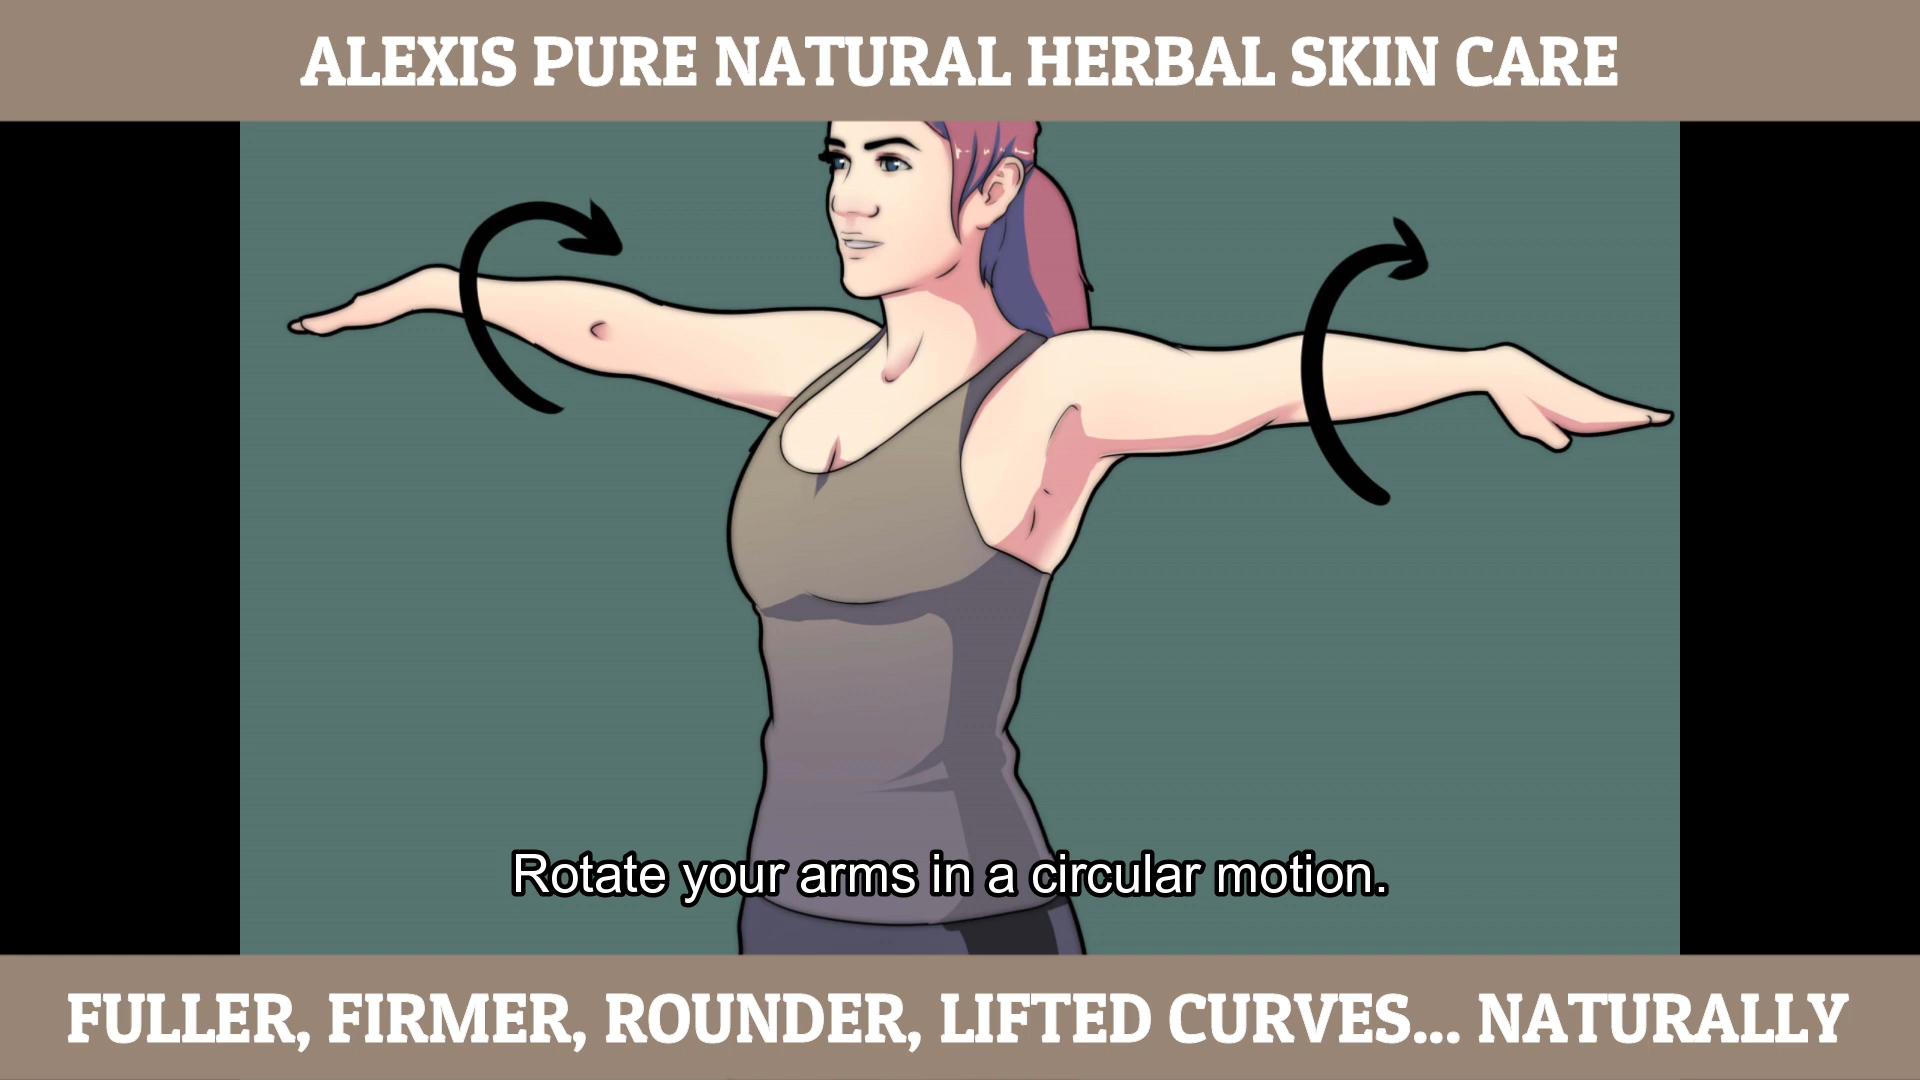 ALEXIS PURE NATURAL HERBAL SKIN CARE
Rotate your arms in a circular motion.
FULLER, FIRMER, ROUNDER, LIFTED CURVES... NATURALLY